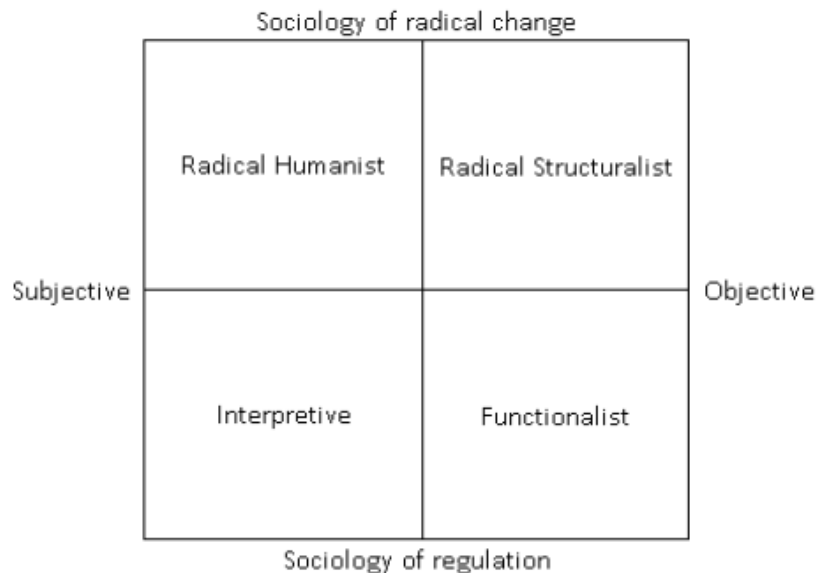 Sociology of radical change
Radical Humanist
Radical Structuralist
Subjective
Objective
Interpretive
Functionalist
Sociology of regulation